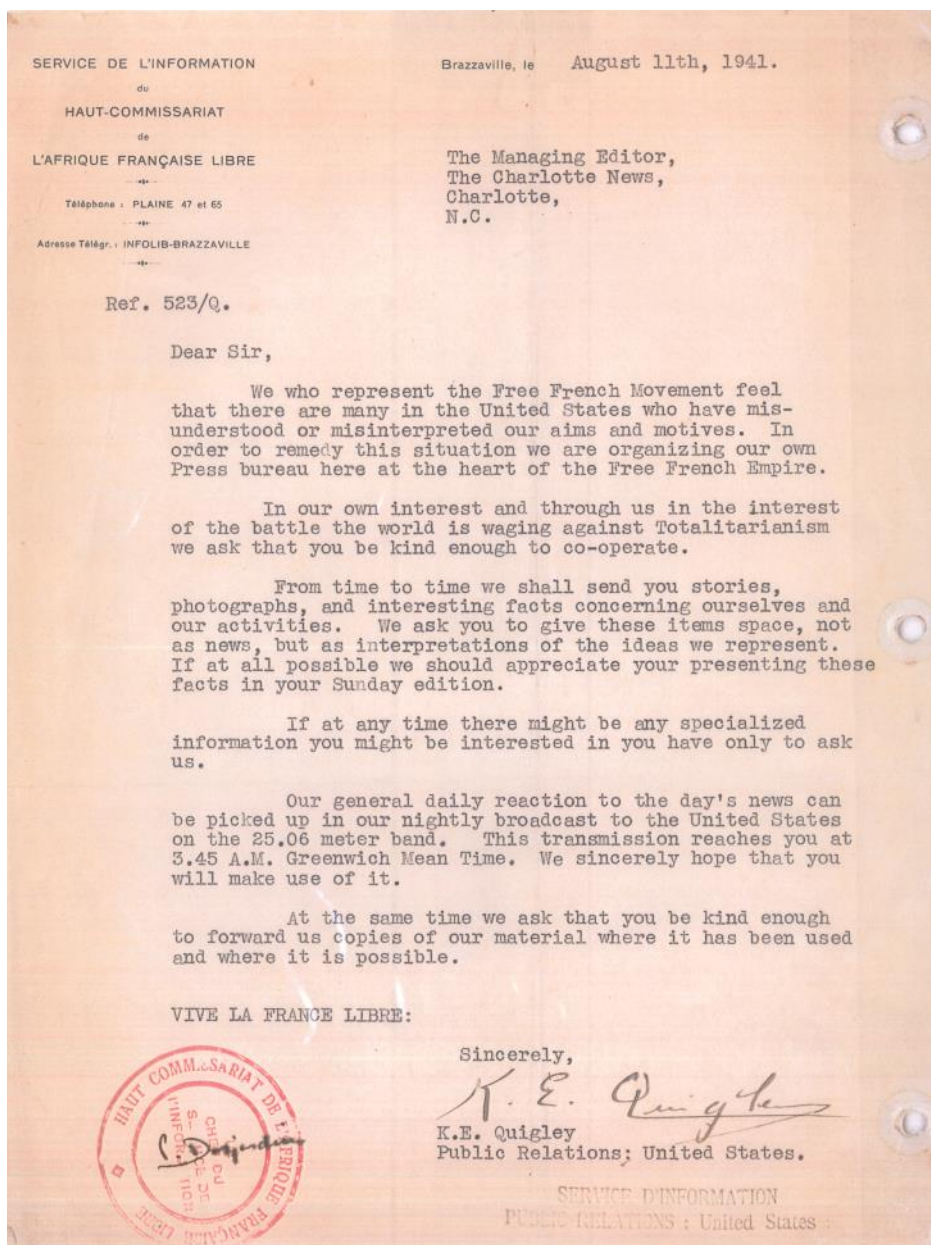 SERVICE DE L'INFORMATION
du
HAUT-COMMISSARIAT
de
L'AFRIQUE FRANÇAISE LIBRE
Téléphone : PLAINE 47 et 65
Adresse Télégr. : INFOLIB-BRAZZAVILLE
Brazzaville, le August 11th, 1941.
The Managing Editor,
The Charlotte News,
Charlotte,
N.C.
Ref. 523/Q.
Dear Sir,
We who represent the Free French Movement feel
that there are many in the United States who have mis-
understood or misinterpreted our aims and motives. In
order to remedy this situation we are organizing our own
Press bureau here at the heart of the Free French Empire.
In our own interest and through us in the interest
of the battle the world is waging against Totalitarianism
we ask that you be kind enough to co-operate.
From time to time we shall send you stories,
photographs, and interesting facts concerning ourselves and
our activities. We ask you to give these items space, not
as news, but as interpretations of the ideas we represent.
If at all possible we should appreciate your presenting these
facts in your Sunday edition.
If at any time there might be any specialized
information you might be interested in you have only to ask
us.
Our general daily reaction to the day's news can
be picked up in our nightly broadcast to the United States
on the 25.06 meter band. This transmission reaches you at
3.45 A.M. Greenwich Mean Time. We sincerely hope that you
will make use of it.
At the same time we ask that you be kind enough
to forward us copies of our material where it has been used
and where it is possible.
VIVE LA FRANCE LIBRE:
Sincerely,
K. E. Quigley
K.E. Quigley
Public Relations: United States.
SERVICE D'INFORMATION
PUBLIC RELATIONS : United States :
HAUT COMMISSARIAT DE L'AFRIQUE FRANÇAISE LIBRE
CHEF DU
DE